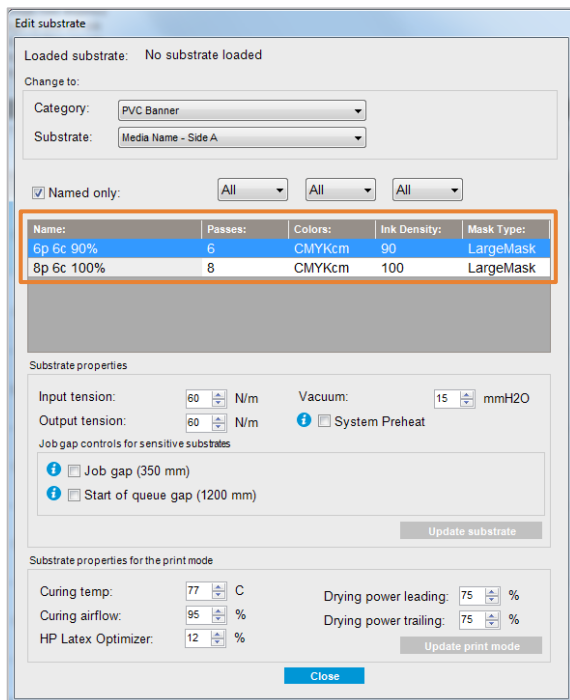 Edit substrate
Loaded substrate: No substrate loaded
Change to:
Category: PVC Banner
Substrate: Media Name - Side A
Named only: All All All
Name: Passes: Colors: Ink Density: Mask Type:
6p 6c 90% 6 CMYKcm 90 LargeMask
8p 6c 100% 8 CMYKcm 100 LargeMask
Substrate properties
Input tension: 60 N/m Vacuum: 15 mmH2O
Output tension: 60 N/m System Preheat
Job gap controls for sensitive substrates
Job gap (350 mm)
Start of queue gap (1200 mm)
Update substrate
Substrate properties for the print mode
Curing temp: 77 C Drying power leading: 75 %
Curing airflow: 95 % Drying power trailing: 75 %
HP Latex Optimizer: 12 % Update print mode
Close